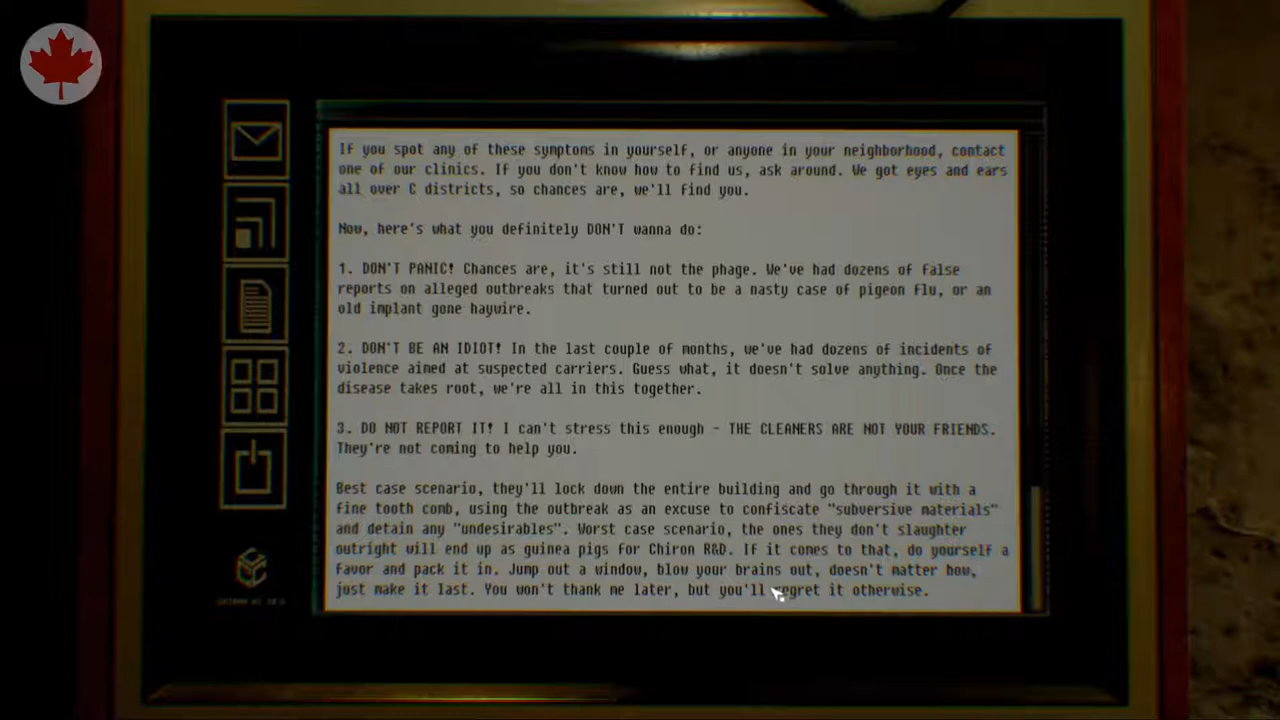 If you spot any of these symptoms in yourself, or anyone in your neighborhood, contact
one of our clinics. If you don't know how to find us, ask around. We got eyes and ears
all over C districts, so chances are, we'll find you.
Now, here's what you definitely DON'T wanna do:
1. DON'T PANIC! Chances are, it's still not the phage. We've had dozens of false
reports on alleged outbreaks that turned out to be a nasty case of pigeon flu, or an
old implant gone haywire.
2. DON'T BE AN IDIOT! In the last couple of months, we've had dozens of incidents of
violence aimed at suspected carriers. Guess what, it doesn't solve anything. Once the
disease takes root, we're all in this together.
3. DO NOT REPORT IT! I can't stress this enough - THE CLEANERS ARE NOT YOUR FRIENDS.
They're not coming to help you.
Best case scenario, they'll lock down the entire building and go through it with a
fine tooth comb, using the outbreak as an excuse to confiscate "subversive materials"
and detain any "undesirables". Worst case scenario, the ones they don't slaughter
outright will end up as guinea pigs for Chiron R&D. If it comes to that, do yourself a
favor and pack it in. Jump out a window, blow your brains out, doesn't matter how,
just make it last. You won't thank me later, but you'll regret it otherwise.